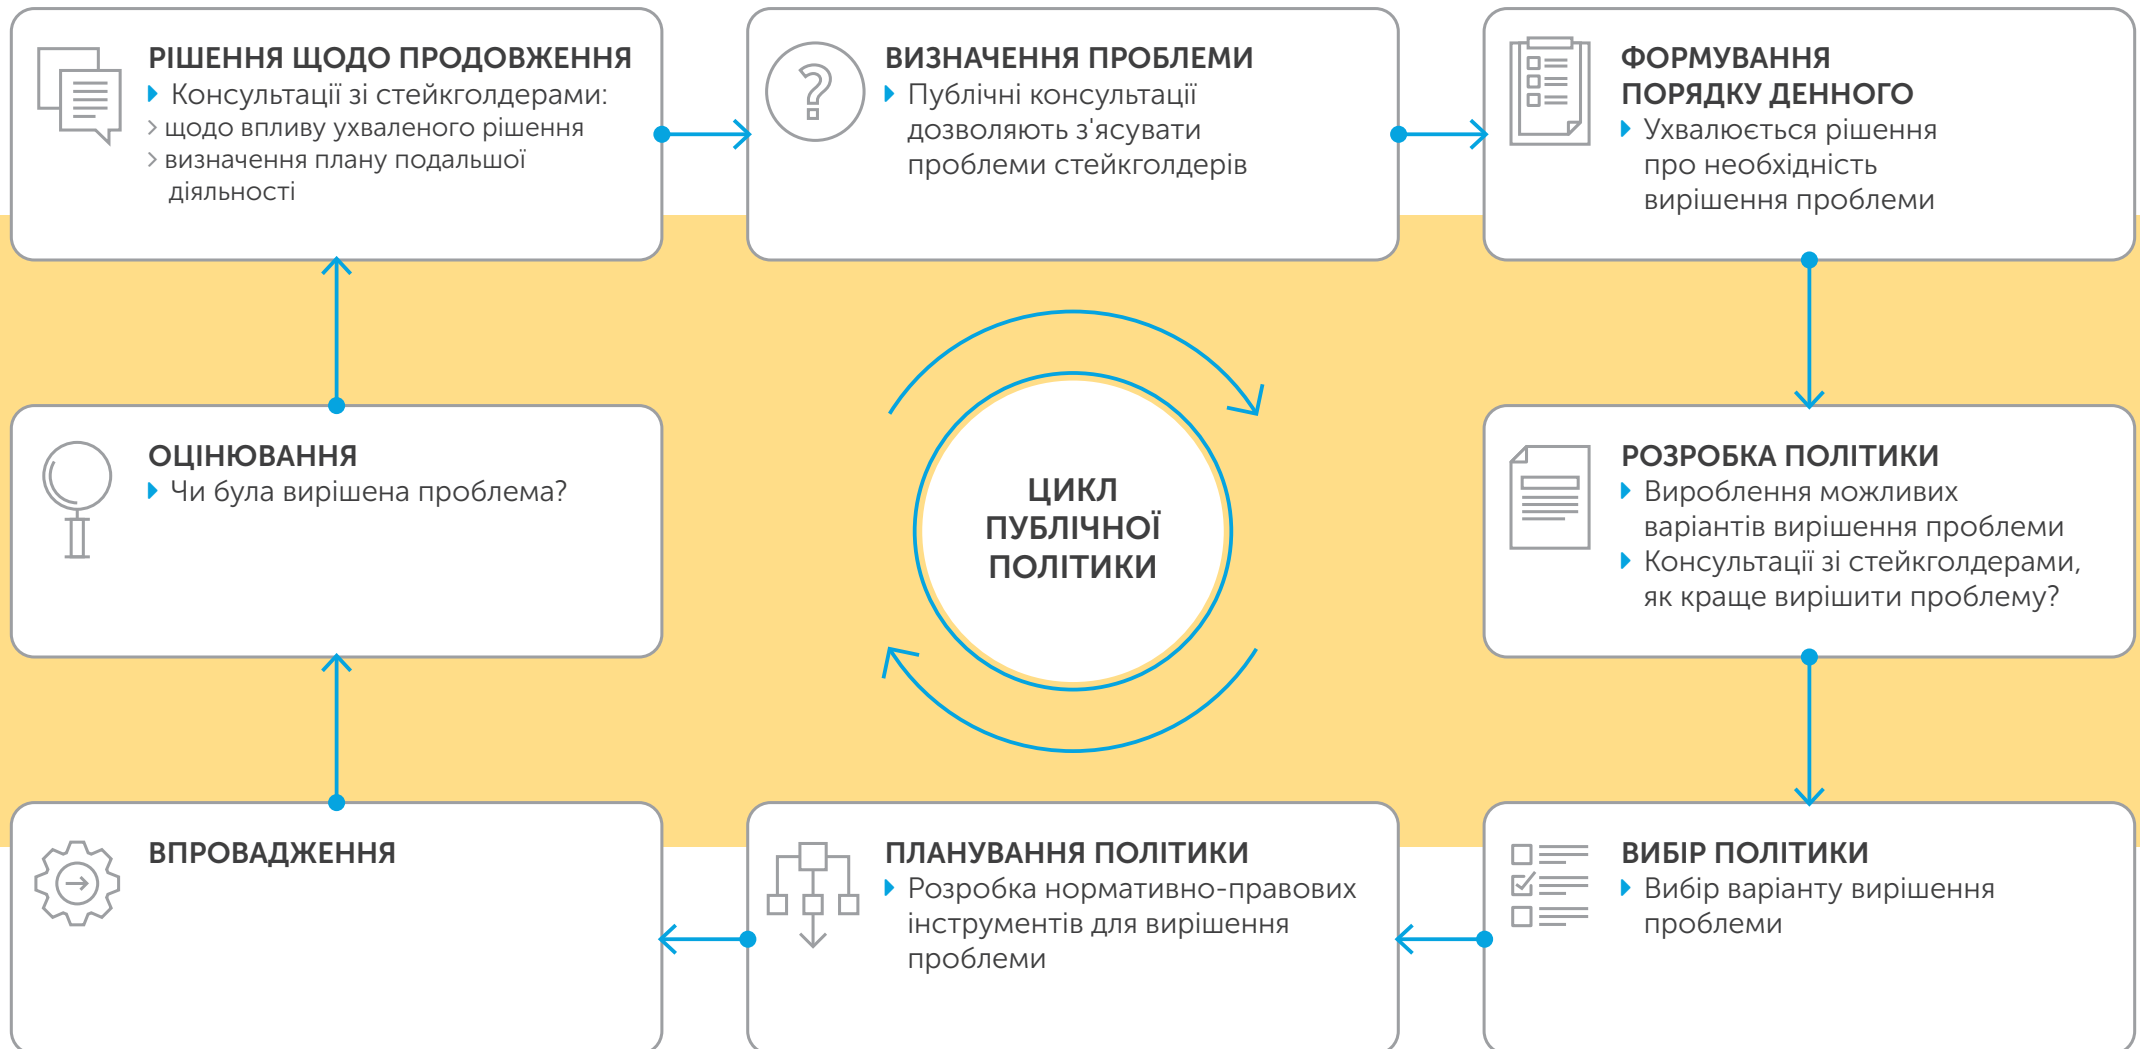 РІШЕННЯ ЩОДО ПРОДОВЖЕННЯ
Консультації зі стейкголдерами:
> щодо впливу ухваленого рішення
> визначення плану подальшої
діяльності
ВИЗНАЧЕННЯ ПРОБЛЕМИ
Публічні консультації
дозволяють з'ясувати
проблеми стейкголдерів
ФОРМУВАННЯ
ПОРЯДКУ ДЕННОГО
Ухвалюється рішення
про необхідність
вирішення проблеми
ОЦІНЮВАННЯ
Чи була вирішена проблема?
ЦИКЛ
ПУБЛІЧНОЇ
ПОЛІТИКИ
РОЗРОБКА ПОЛІТИКИ
Вироблення можливих
варіантів вирішення проблеми
Консультації зі стейкголдерами,
як краще вирішити проблему?
ВПРОВАДЖЕННЯ
ПЛАНУВАННЯ ПОЛІТИКИ
Розробка нормативно-правових
інструментів для вирішення
проблеми
ВИБІР ПОЛІТИКИ
Вибір варіанту вирішення
проблеми